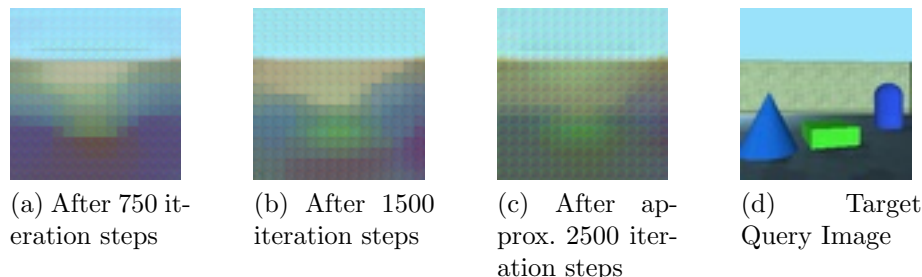 (a) After 750 it-
eration steps
(b) After 1500
iteration steps
(c) After ap-
prox. 2500 iter-
ation steps
(d) Target
Query Image